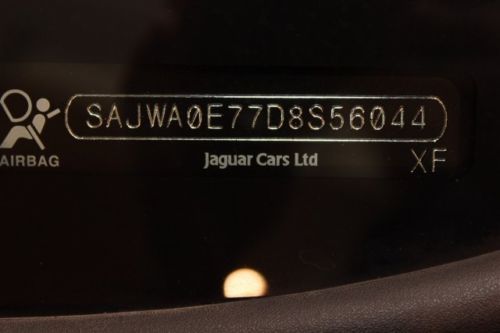 SAJWA0E77D8S56044
AIRBAG
Jaguar Cars Ltd
XF